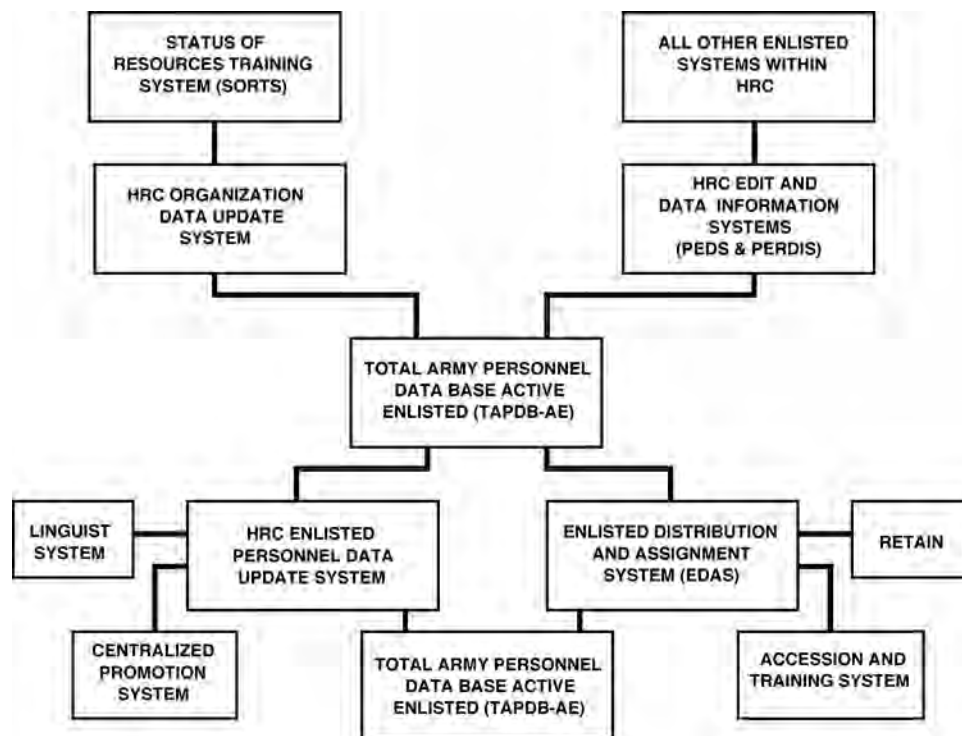 STATUS OF
RESOURCES TRAINING
SYSTEM (SORTS)
ALL OTHER ENLISTED
SYSTEMS WITHIN
HRC
HRC ORGANIZATION
DATA UPDATE
SYSTEM
HRC EDIT AND
DATA INFORMATION
SYSTEMS
(PEDS & PERDIS)
TOTAL ARMY PERSONNEL
DATA BASE ACTIVE
ENLISTED (TAPDB-AE)
LINGUIST
SYSTEM
HRC ENLISTED
PERSONNEL DATA
UPDATE SYSTEM
ENLISTED DISTRIBUTION
AND ASSIGNMENT
SYSTEM (EDAS)
RETAIN
CENTRALIZED
PROMOTION
SYSTEM
TOTAL ARMY PERSONNEL
DATA BASE ACTIVE
ENLISTED (TAPDB-AE)
ACCESSION AND
TRAINING SYSTEM